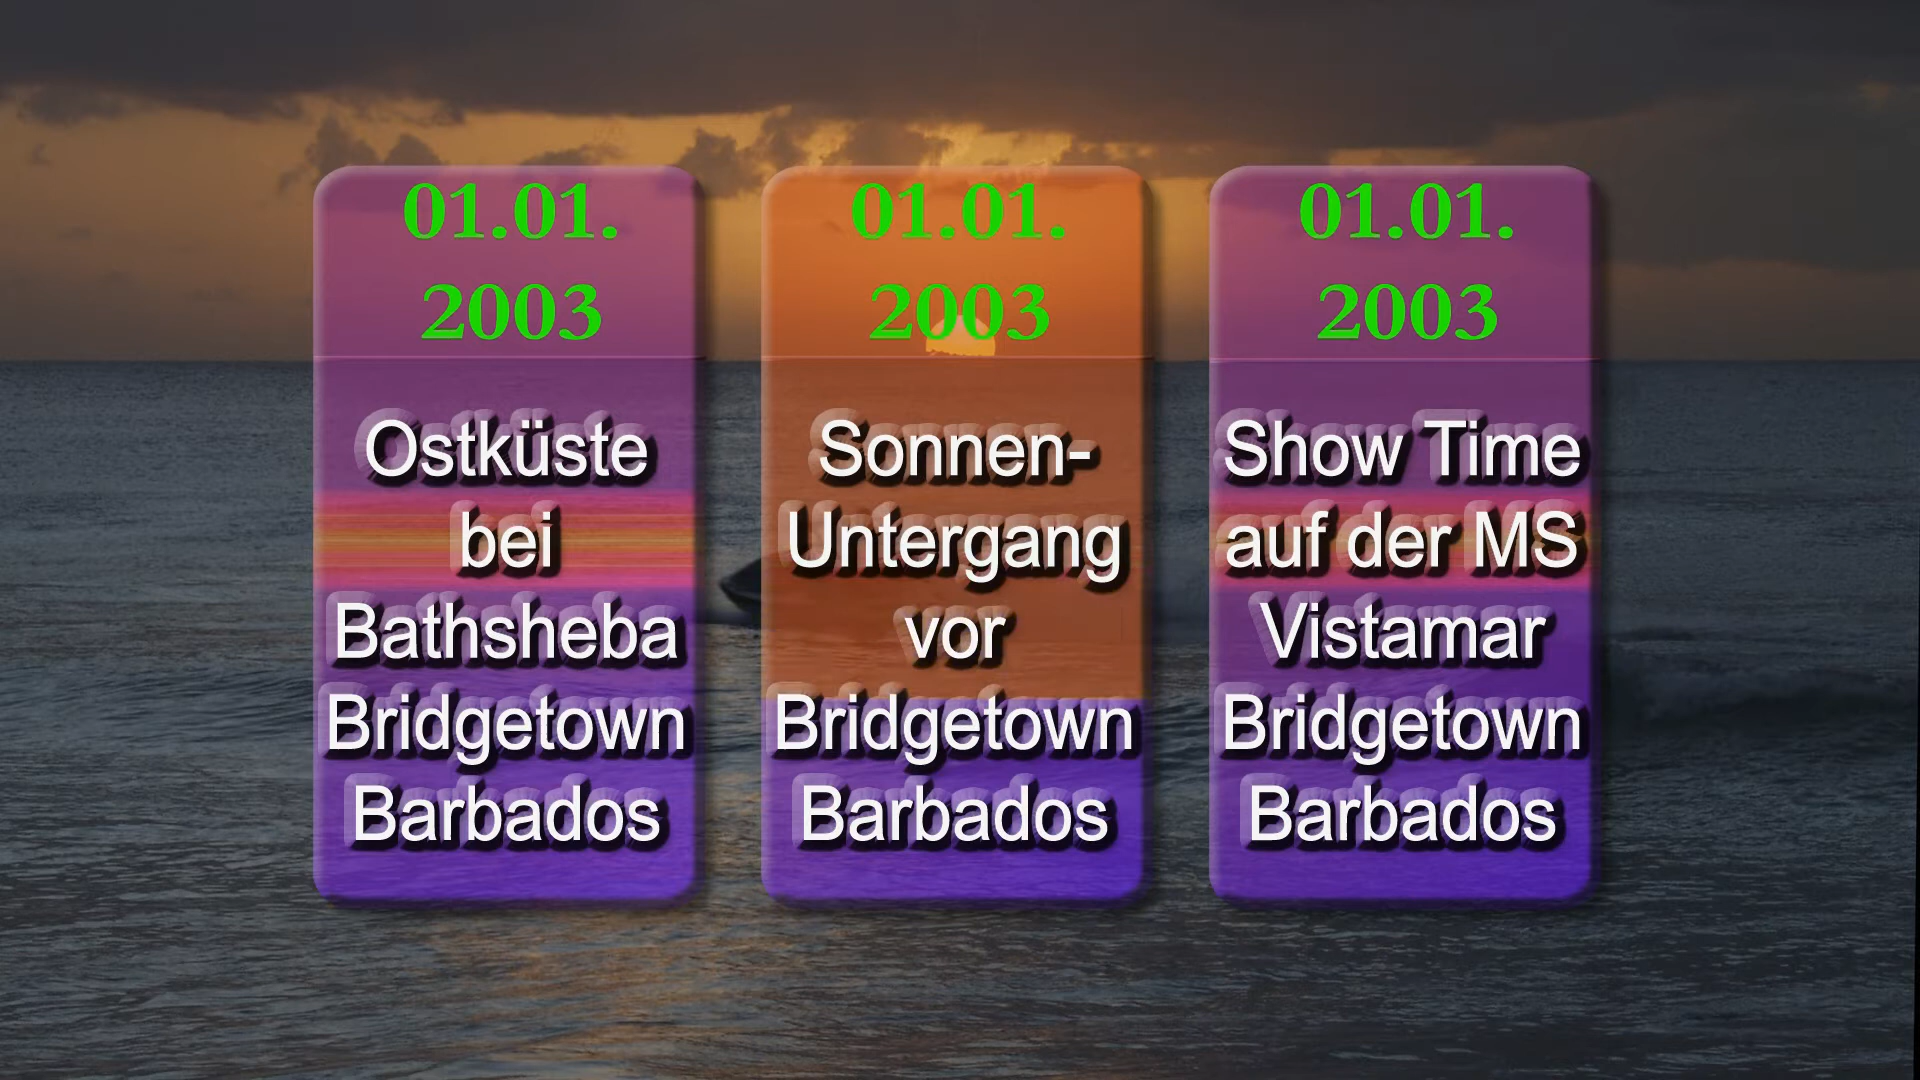 01.01.
2003
Ostküste
bei
Bathsheba
Bridgetown
Barbados
01.01.
2003
Sonnen-
Untergang
vor
Bridgetown
Barbados
01.01.
2003
Show Time
auf der MS
Vistamar
Bridgetown
Barbados